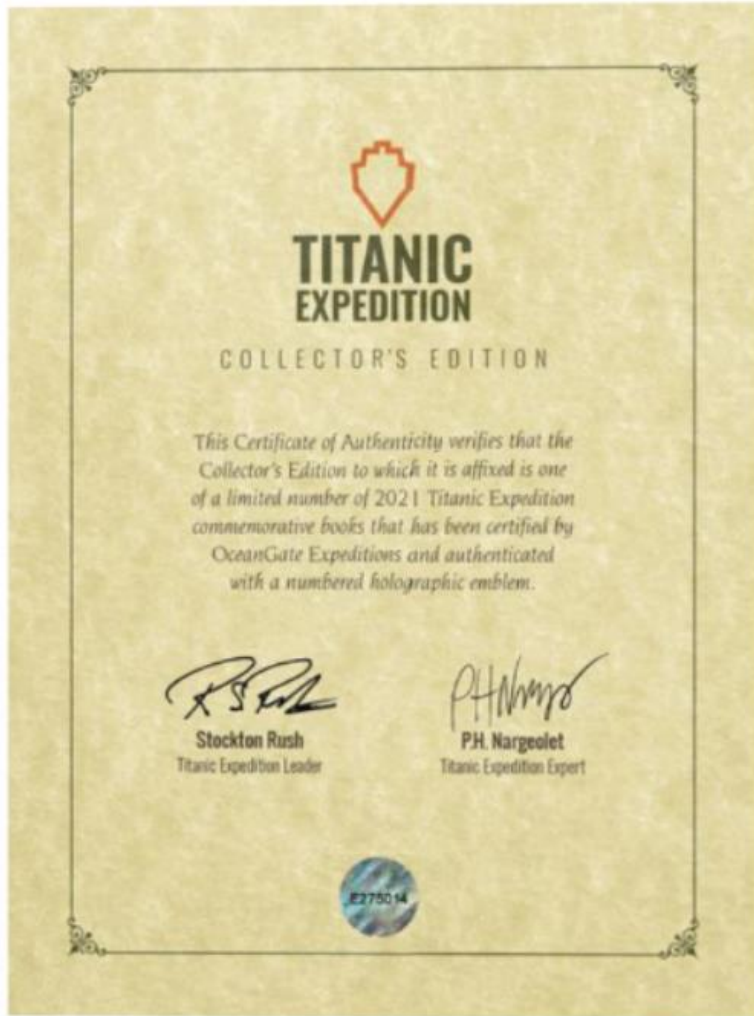 TITANIC
EXPEDITION
COLLECTOR'S EDITION
This Certificate of Authenticity verifies that the
Collector's Edition to which it is affixed is one
of a limited number of 2021 Titanic Expedition
commemorative books that has been certified by
OceanGate Expeditions and authenticated
with a numbered holographic emblem.
Stockton Rush
Titanic Expedition Leader
P.H. Nargeolet
Titanic Expedition Expert
E275014